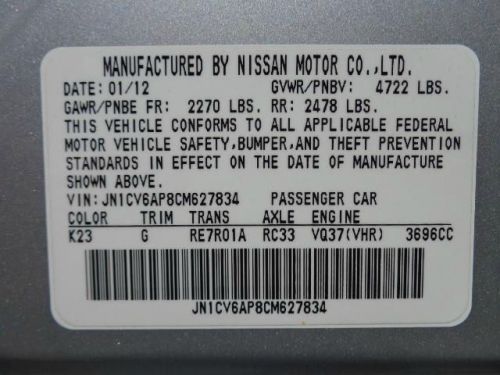 MANUFACTURED BY NISSAN MOTOR CO.,LTD.
DATE: 01/12 GVWR/PNBV: 4722 LBS.
GAWR/PNBE FR: 2270 LBS. RR: 2478 LBS.
THIS VEHICLE CONFORMS TO ALL APPLICABLE FEDERAL
MOTOR VEHICLE SAFETY,BUMPER,AND THEFT PREVENTION
STANDARDS IN EFFECT ON THE DATE OF MANUFACTURE
SHOWN ABOVE.
VIN: JN1CV6AP8CM627834 PASSENGER CAR
COLOR TRIM TRANS AXLE ENGINE
K23 G RE7R01A RC33 VQ37(VHR) 3696CC
JN1CV6AP8CM627834